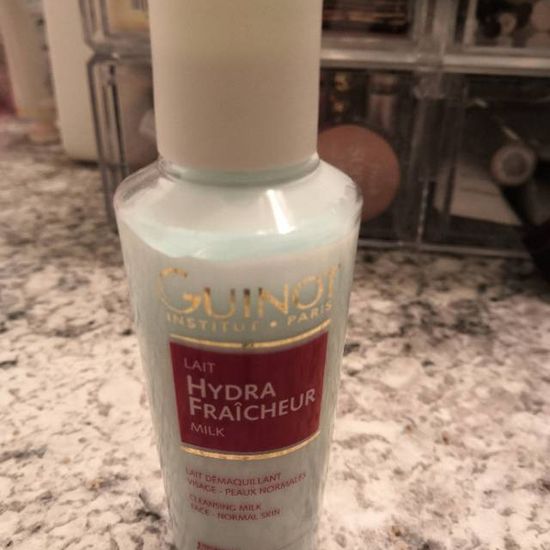 GUINOT
INSTITUT • PARIS
LAIT
HYDRA
FRAÎCHEUR
MILK
LAIT DÉMAQUILLANT
VISAGE - PEAUX NORMALES
CLEANSING MILK
FACE - NORMAL SKIN